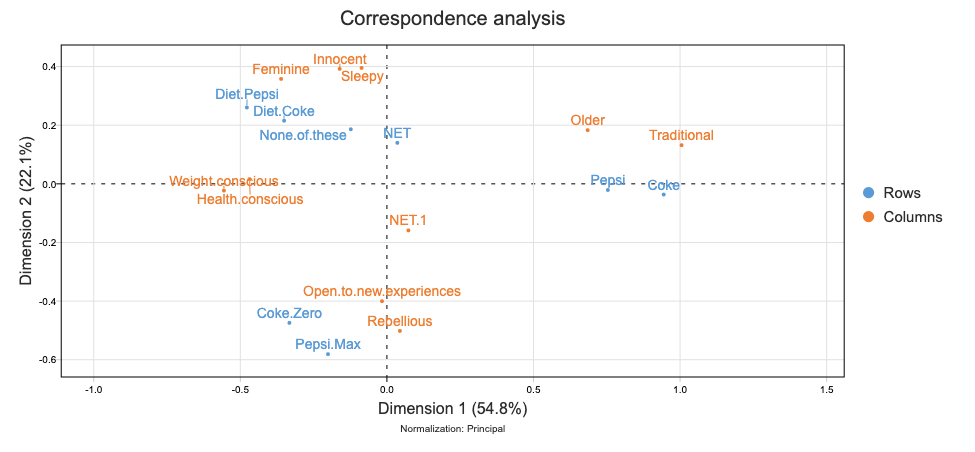 Correspondence analysis
Innocent
Feminine
Sleepy
Diet.Pepsi
Diet.Coke
None.of.these
NET
Older
Traditional
Weight.conscious
Health.conscious
Pepsi
Coke
NET.1
Open.to.new.experiences
Coke.Zero
Rebellious
Pepsi.Max
0.4
0.2
0.0
-0.2
-0.4
-0.6
Dimension 2 (22.1%)
-1.0
-0.5
0.0
0.5
1.0
1.5
Dimension 1 (54.8%)
Normalization: Principal
Rows
Columns